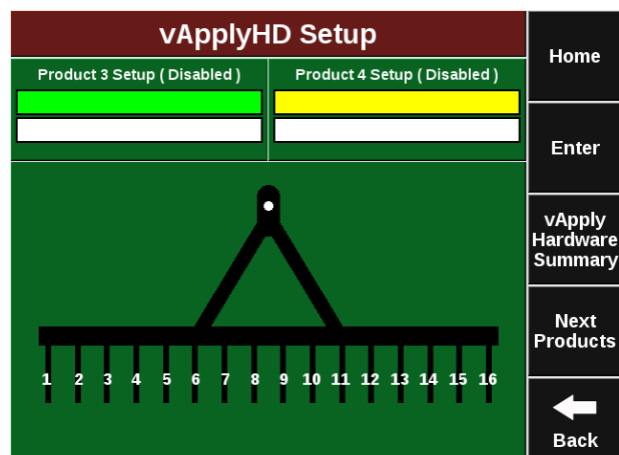 vApplyHD Setup
Product 3 Setup ( Disabled )
Product 4 Setup ( Disabled )
1 2 3 4 5 6 7 8 9 10 11 12 13 14 15 16
Home
Enter
vApply
Hardware
Summary
Next
Products
Back